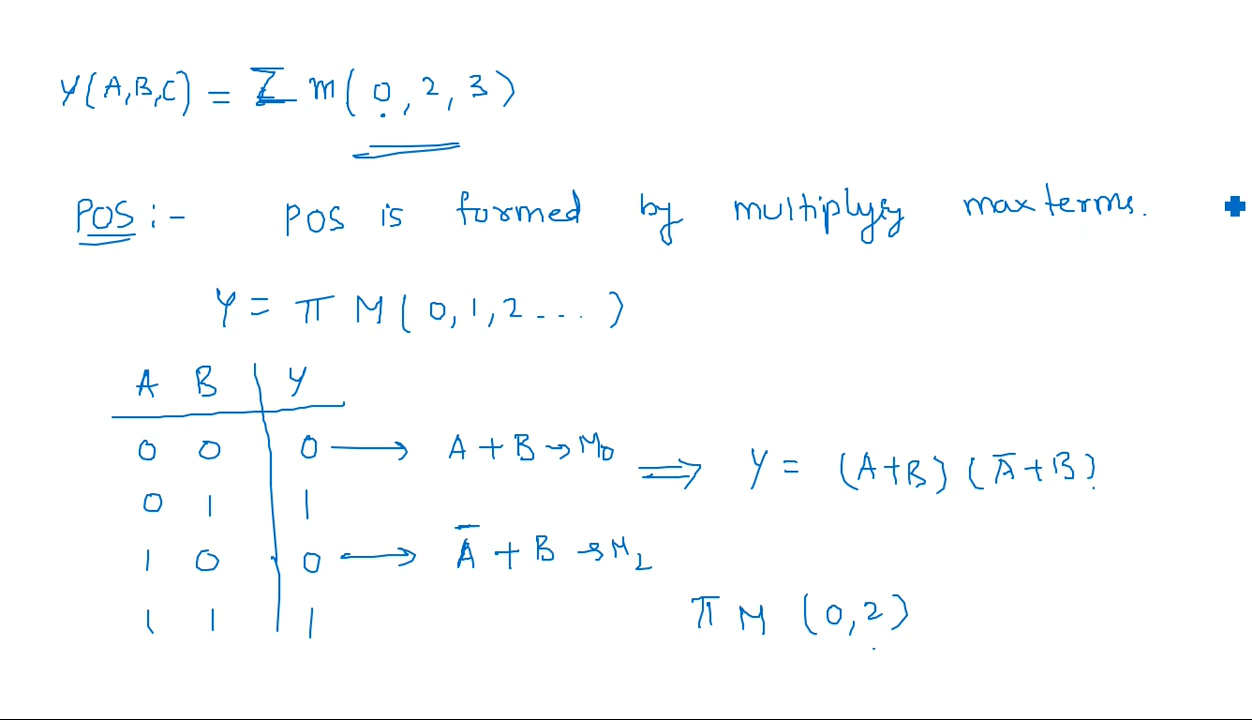 Y(A,B,C) = Σ m(0,2,3)
POS :- POS is formed by multiplying maxterms.
Y = π M(0,1,2...)
A B Y
0 0 0 → A + B → M0 ⇒ Y = (A+B)(Ā+B)
0 1 1
1 0 0 → Ā + B → M2
1 1 1
π M (0,2)